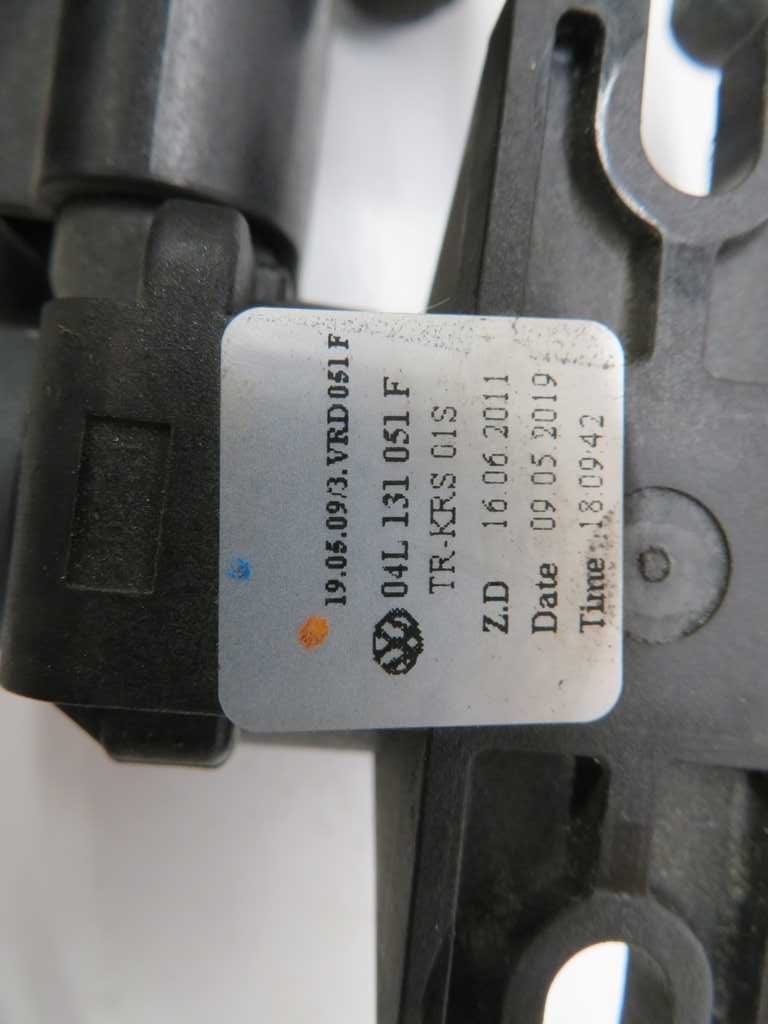 19.05.09/3.VRD051F
04L 131 051 F
TR-KRS 01S
Z.D 16.06.2011
Date 09.05.2019
Time: 18:09:42